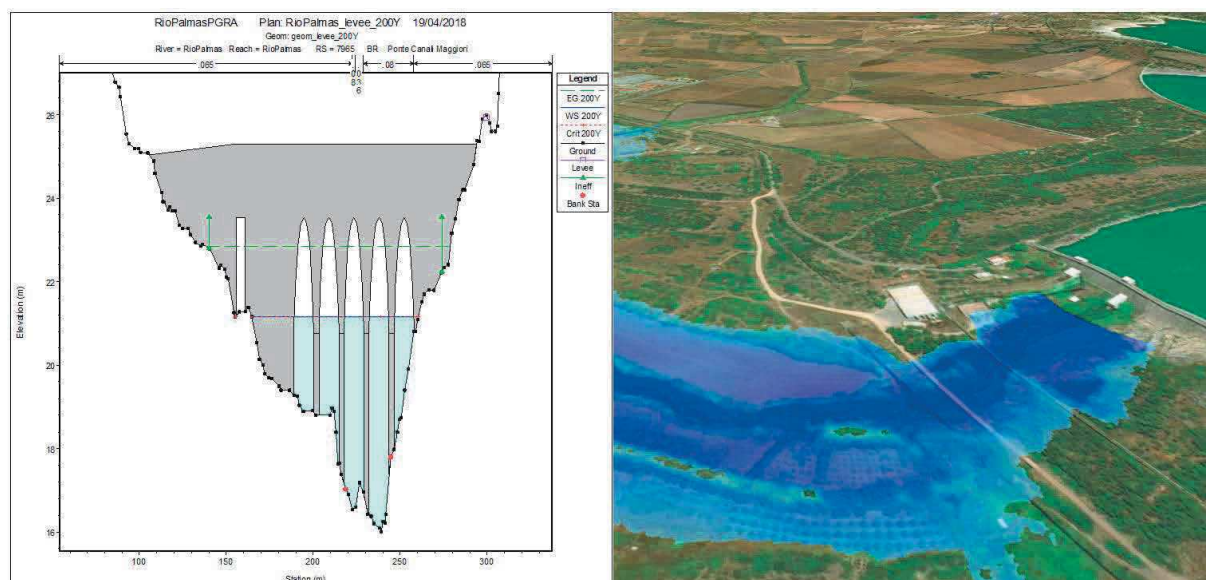 RioPalmasPGRA Plan: RioPalmas_levee_200Y 19/04/2018
Geom: geom_levee_200Y
River = RioPalmas Reach = RioPalmas RS = 7965 BR Ponte Canali Maggiori
.065 .08 .065
Legend
EG 200Y
WS 200Y
Crit 200Y
Ground
Levee
Ineff
Bank Sta
26
24
22
20
18
16
Elevation (m)
100 150 200 250 300
Station (m)